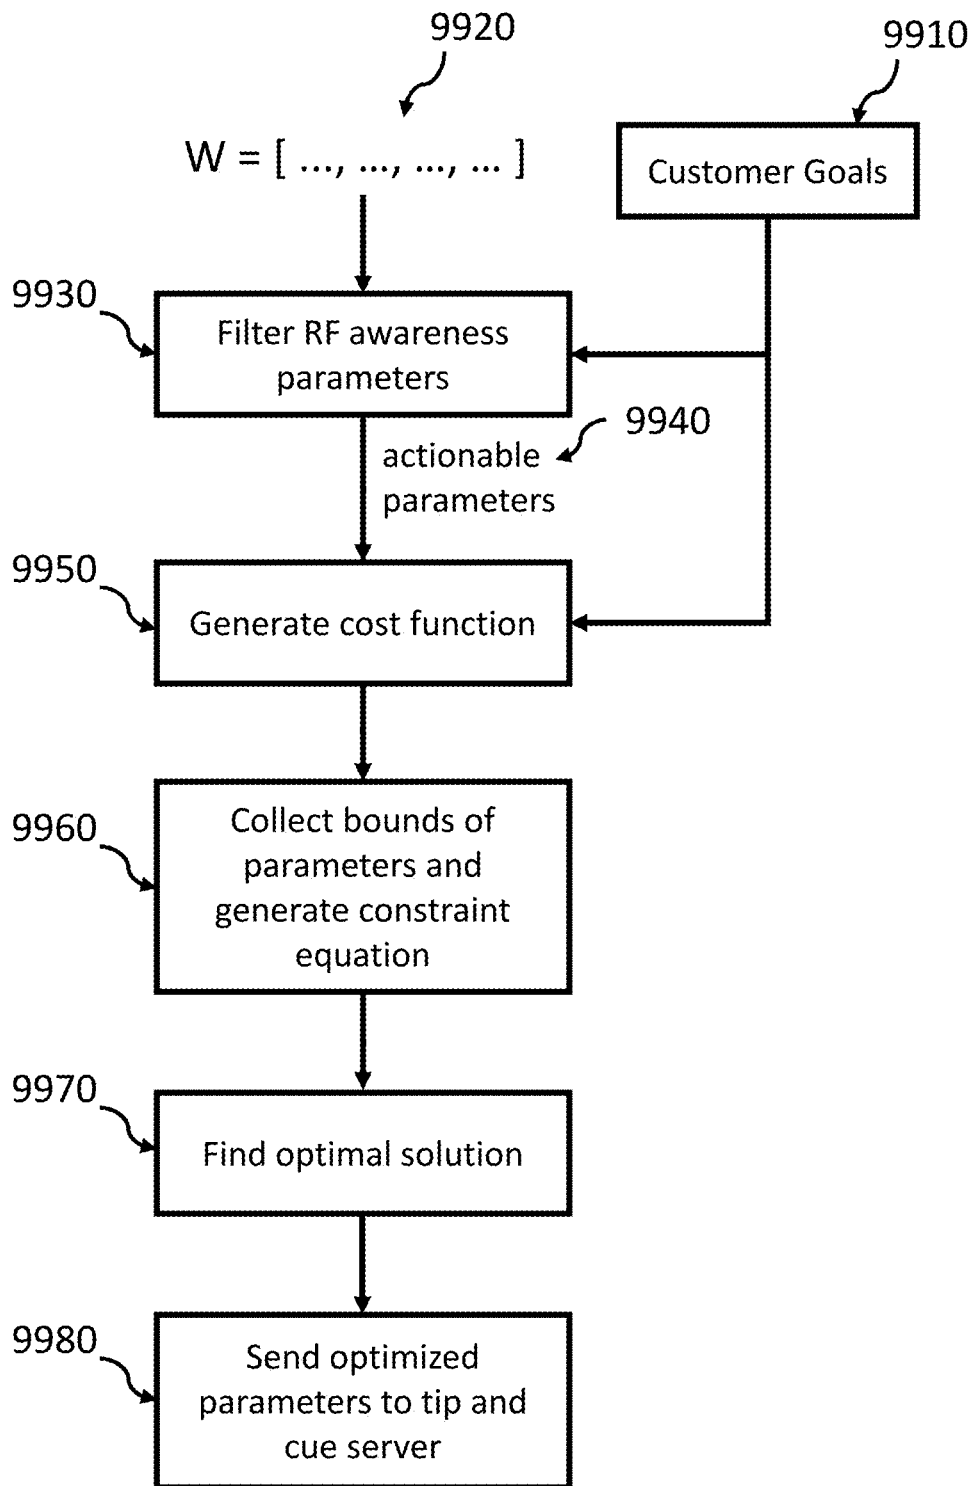 9920
9910
W = [ ..., ..., ..., ... ]
Customer Goals
9930
Filter RF awareness
parameters
9940
actionable
parameters
9950
Generate cost function
9960
Collect bounds of
parameters and
generate constraint
equation
9970
Find optimal solution
9980
Send optimized
parameters to tip and
cue server